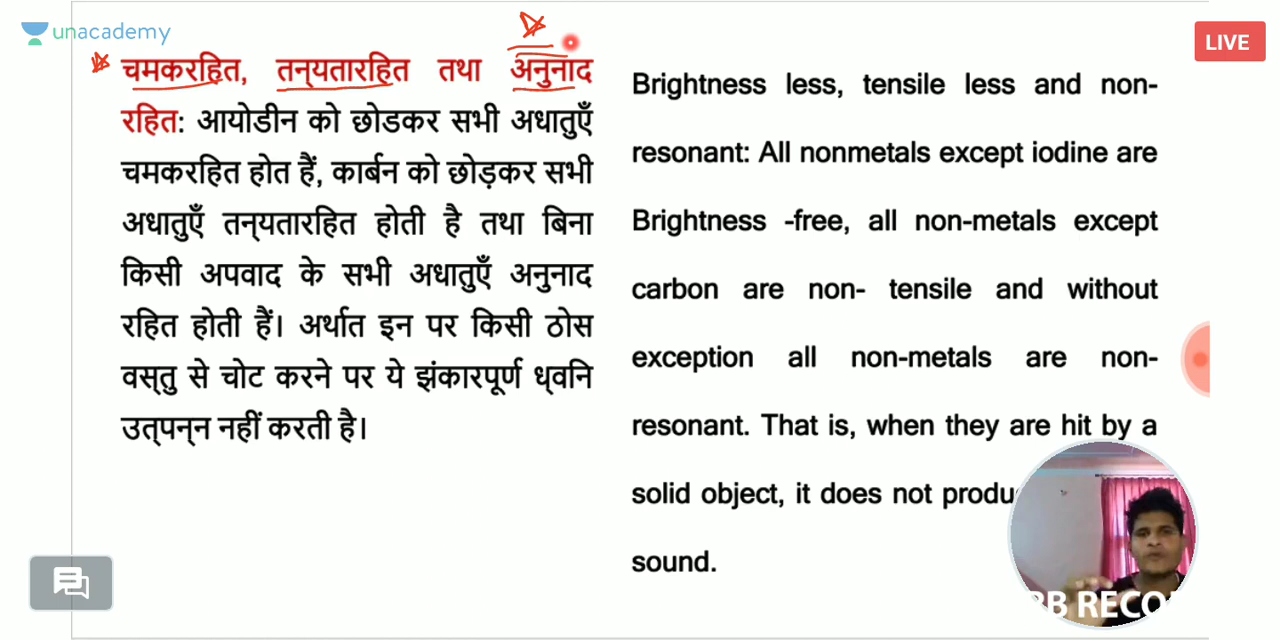 unacademy
LIVE
चमकरहित, तन्यतारहित तथा अनुनाद
रहित: आयोडीन को छोडकर सभी अधातुएँ
चमकरहित होत हैं, कार्बन को छोड़कर सभी
अधातुएँ तन्यतारहित होती है तथा बिना
किसी अपवाद के सभी अधातुएँ अनुनाद
रहित होती हैं। अर्थात इन पर किसी ठोस
वस्तु से चोट करने पर ये झंकारपूर्ण ध्वनि
उत्पन्न नहीं करती है।
Brightness less, tensile less and non-
resonant: All nonmetals except iodine are
Brightness -free, all non-metals except
carbon are non- tensile and without
exception all non-metals are non-
resonant. That is, when they are hit by a
solid object, it does not
sound.